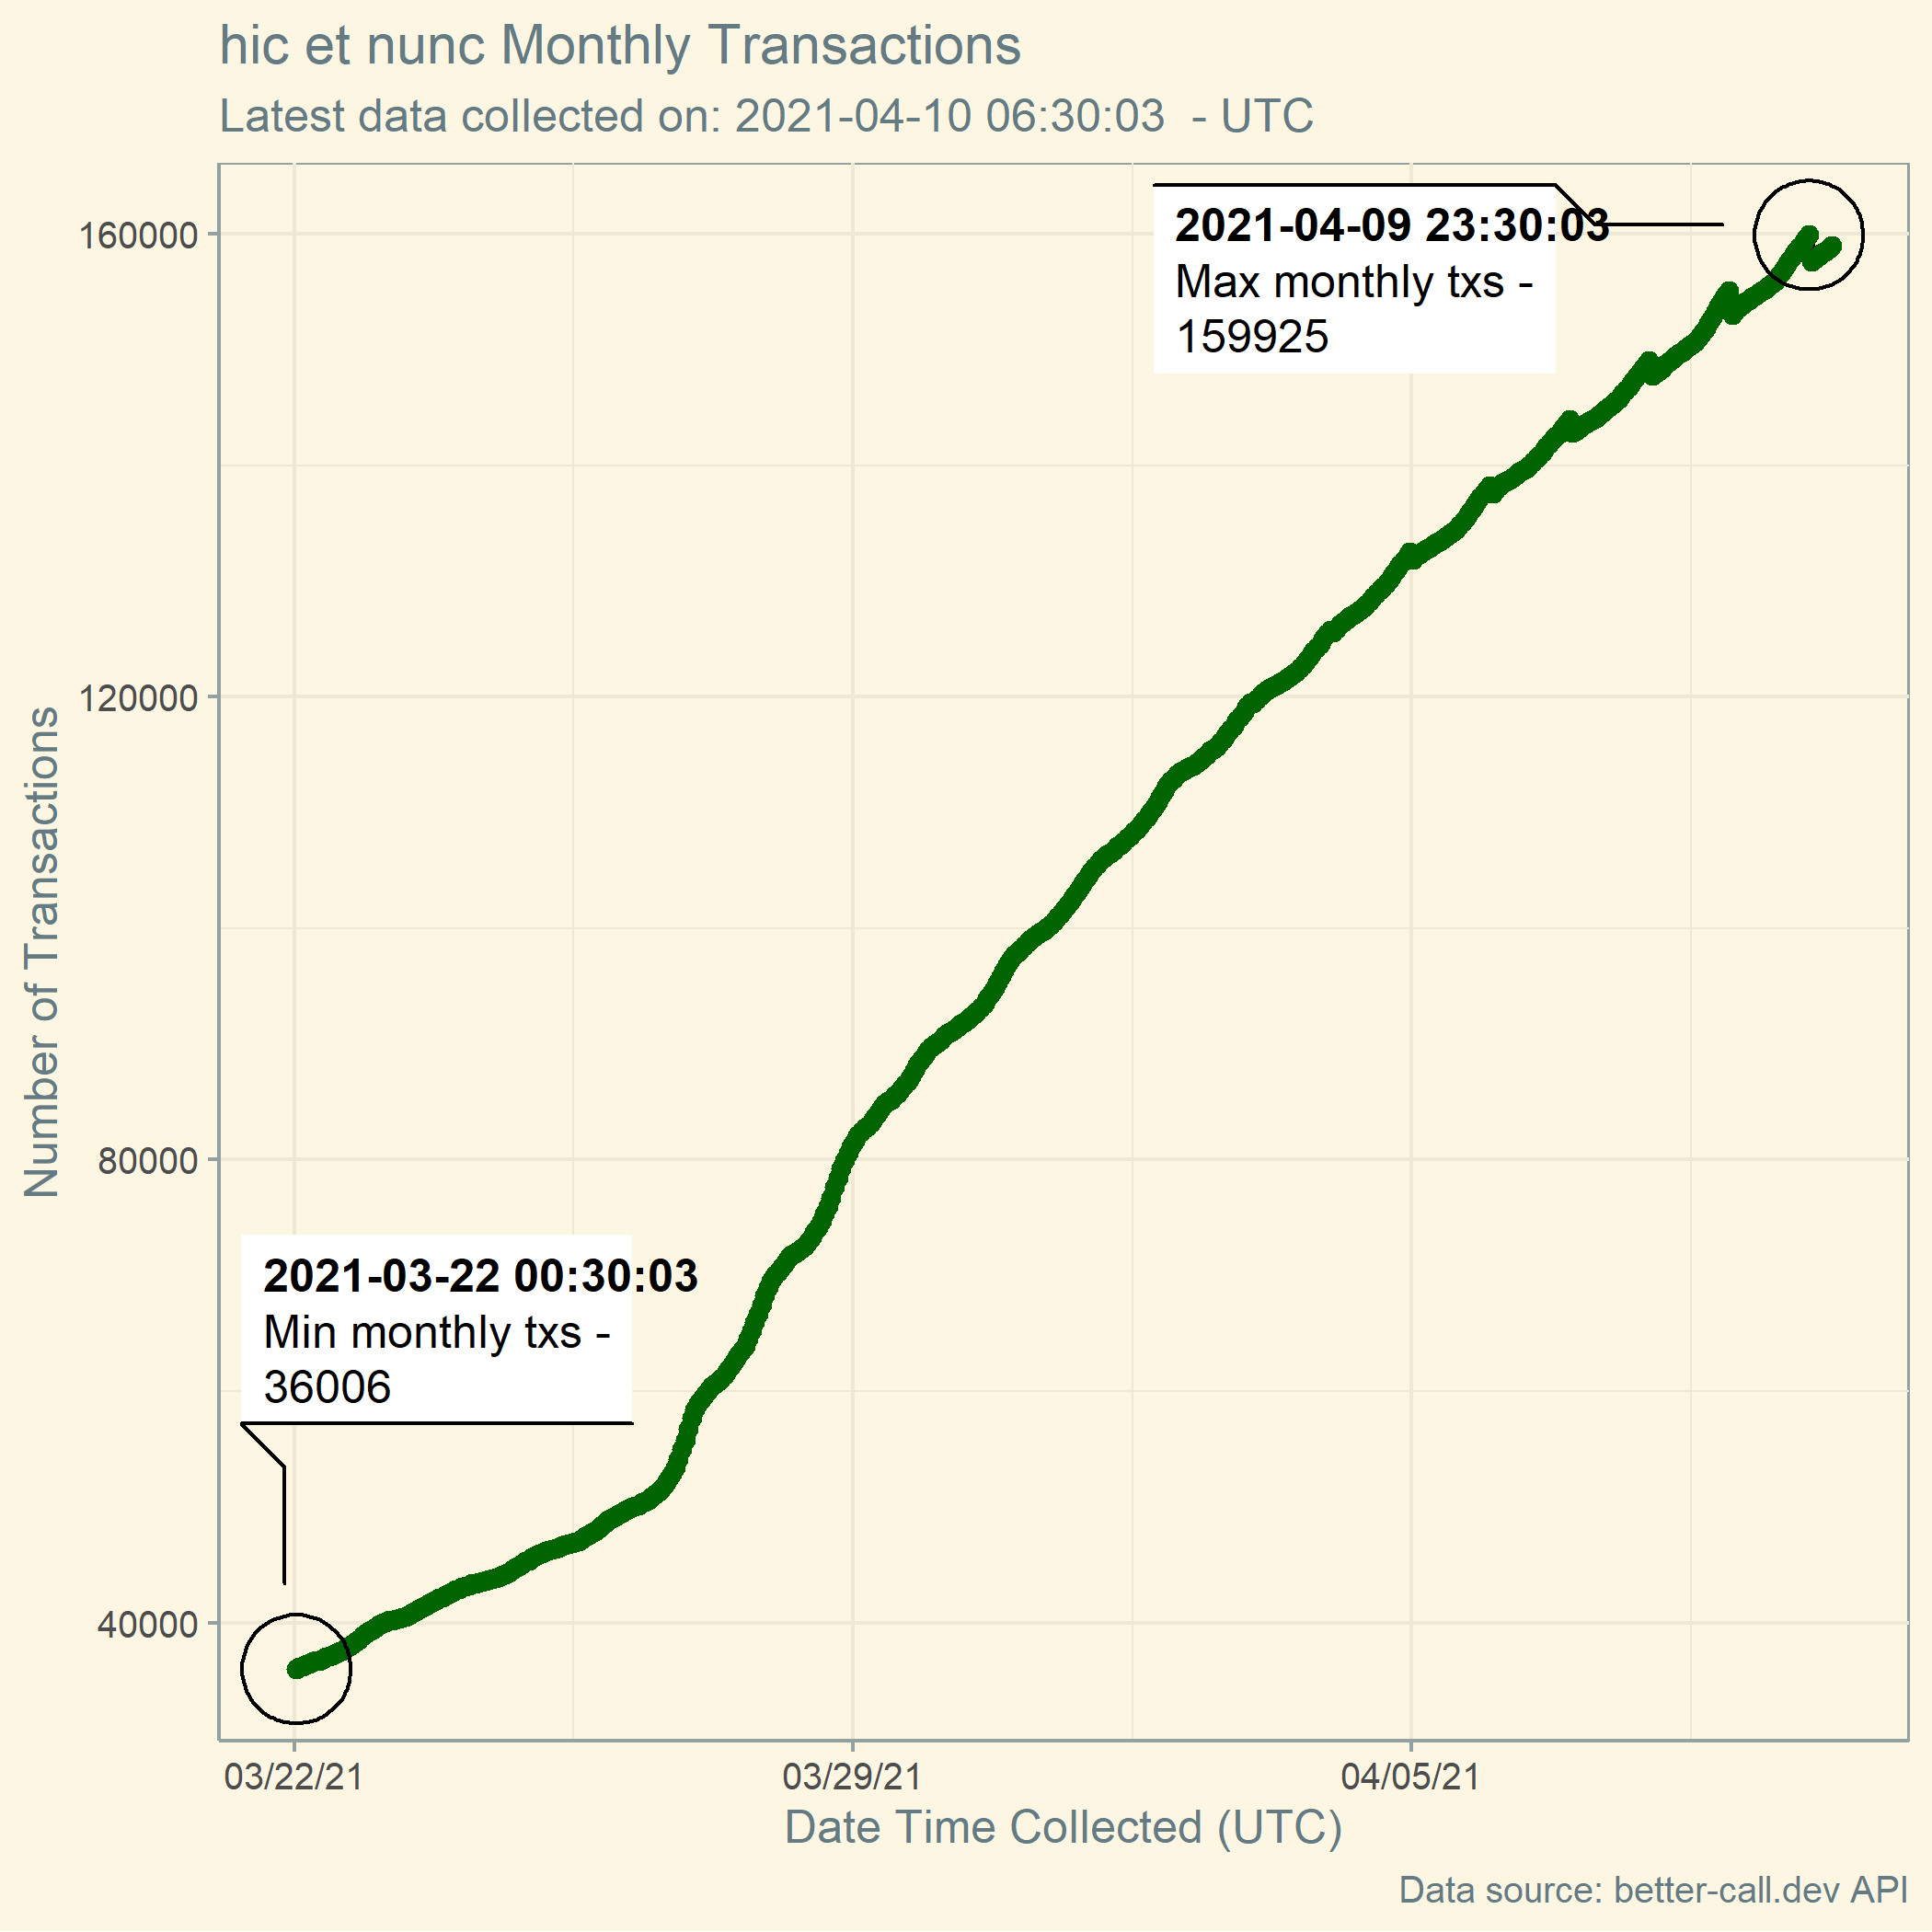 hic et nunc Monthly Transactions
Latest data collected on: 2021-04-10 06:30:03  - UTC
Number of Transactions
160000
120000
80000
40000
2021-04-09 23:30:03
Max monthly txs -
159925
2021-03-22 00:30:03
Min monthly txs -
36006
03/22/21
03/29/21
04/05/21
Date Time Collected (UTC)
Data source: better-call.dev API